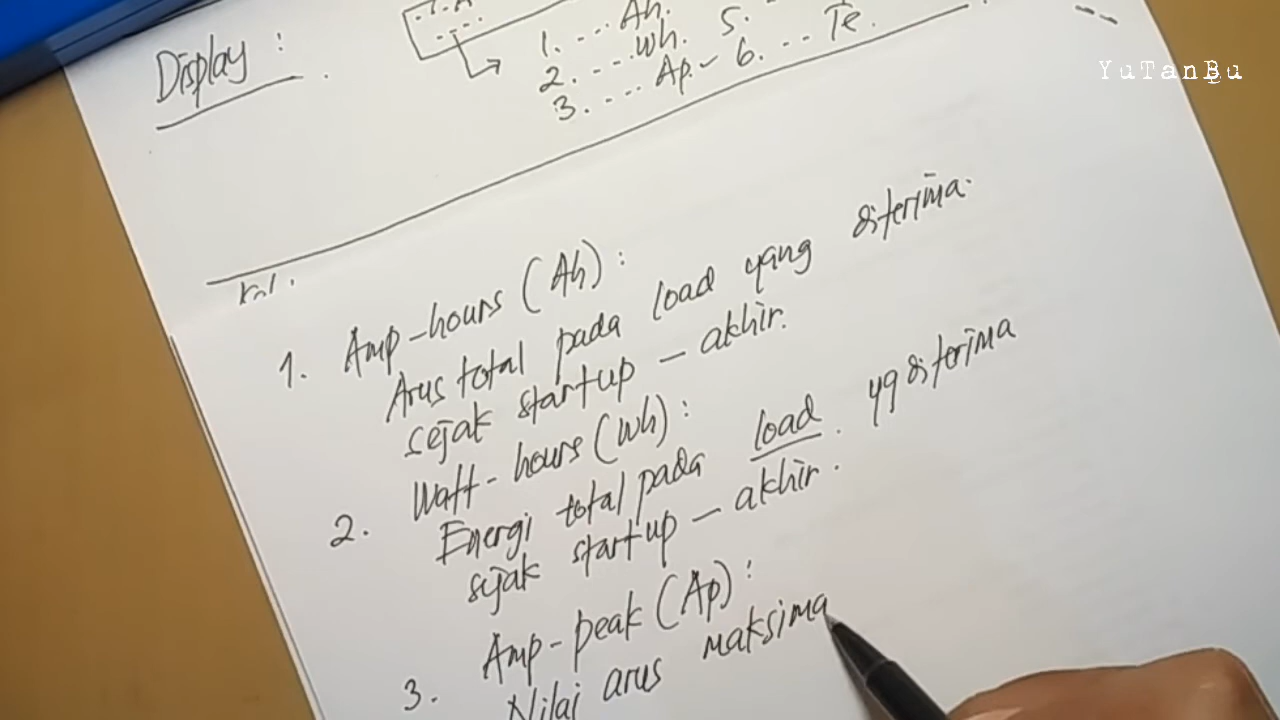 Display :
1. ... Ah.
2. ... Wh. 5.
3. .... Ap. - 6. ... Te.
YuTanBu
1. Amp-hours (Ah) :
Arus total pada load yang diterima.
sejak startup - akhir.
2. Watt-hours (Wh) :
Energi total pada load. yg diterima
sejak startup - akhir.
3. Amp-peak (Ap) :
Nilai arus maksima